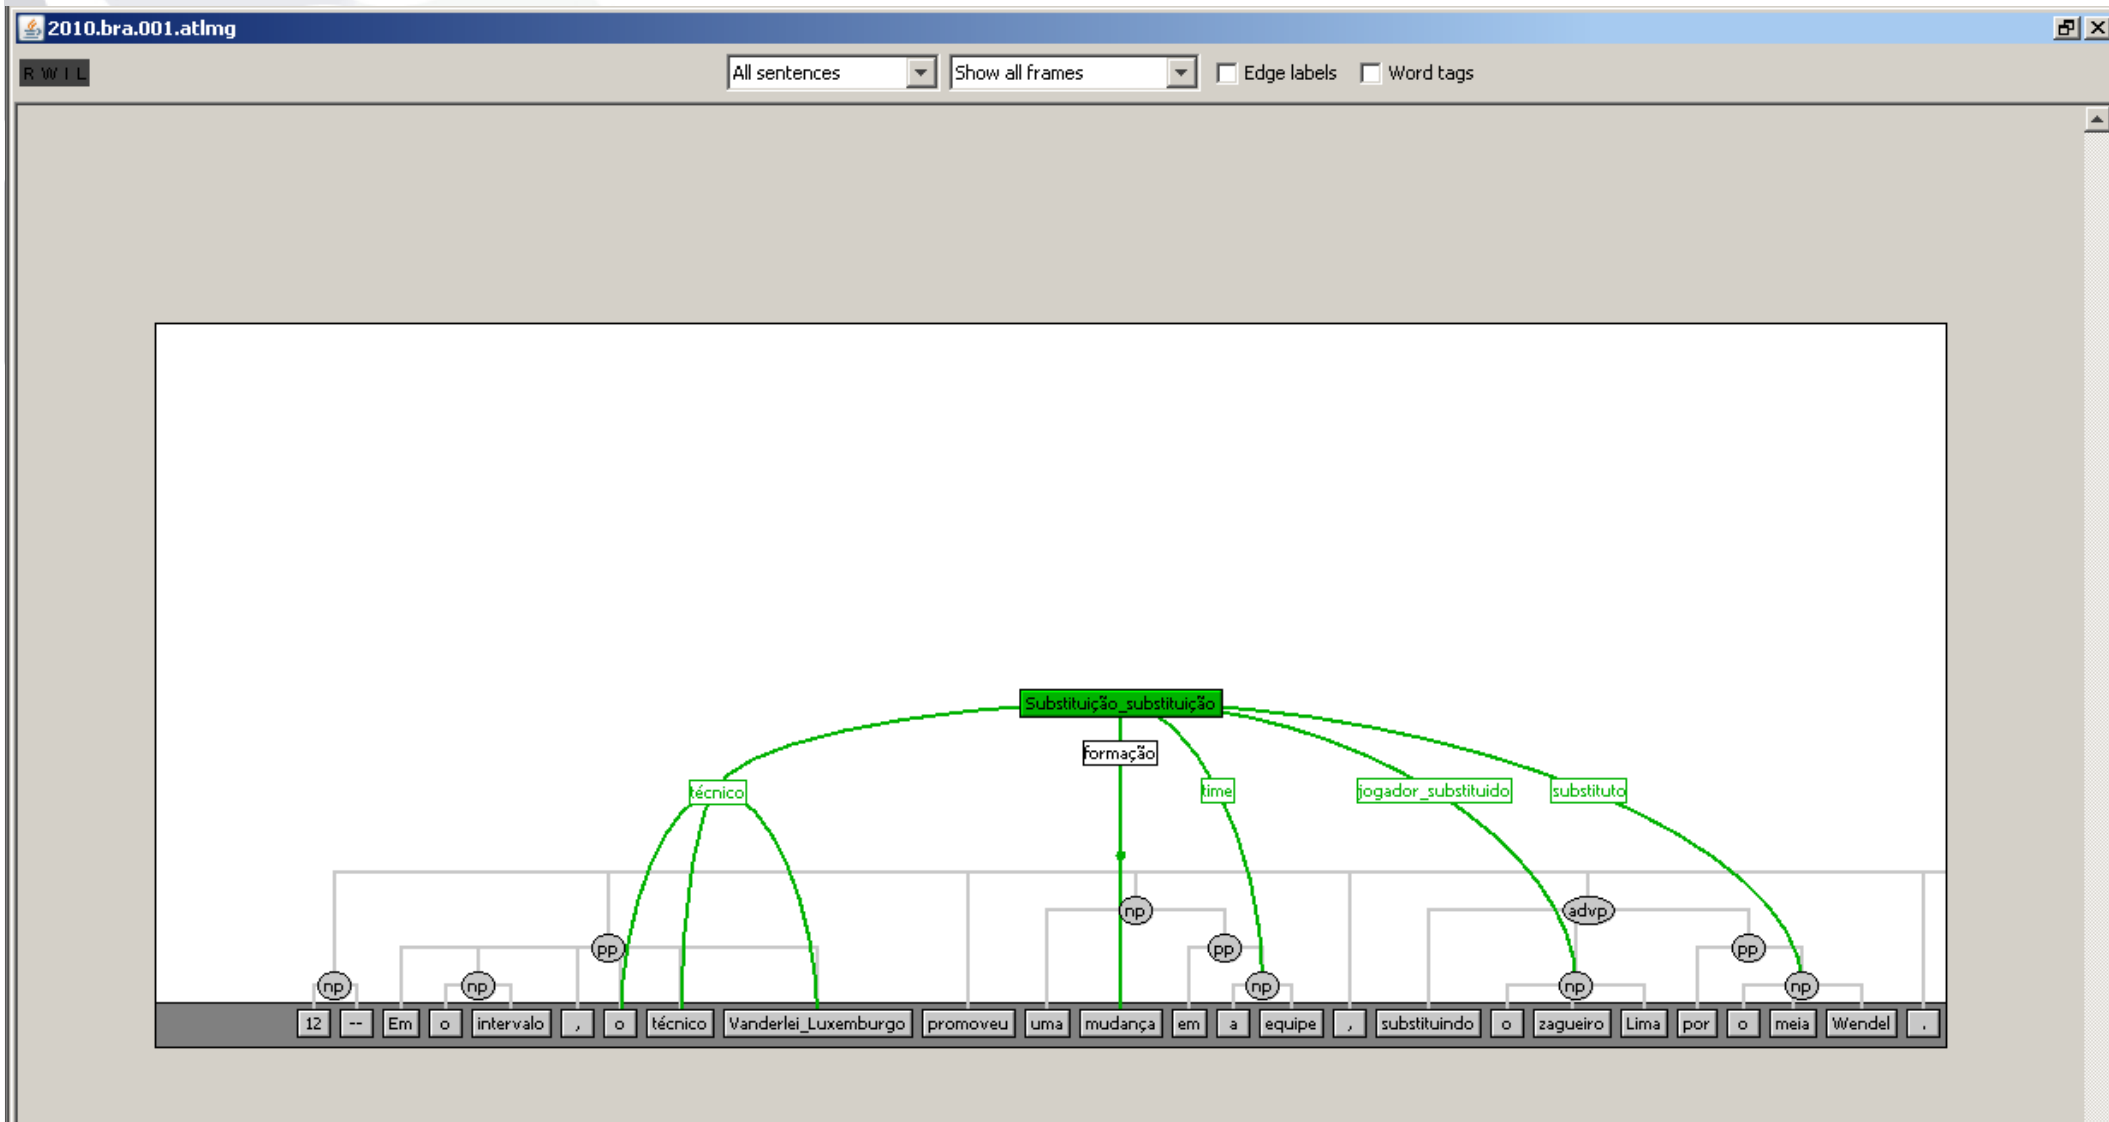 2010.bra.001.atlmg
R W I L All sentences Show all frames Edge labels Word tags
Substituição_substituição
formação
técnico time jogador_substituido substituto
np advp
pp pp pp
np np np np np
12 -- Em o intervalo , o técnico Vanderlei_Luxemburgo promoveu uma mudança em a equipe , substituindo o zagueiro Lima por o meia Wendel .